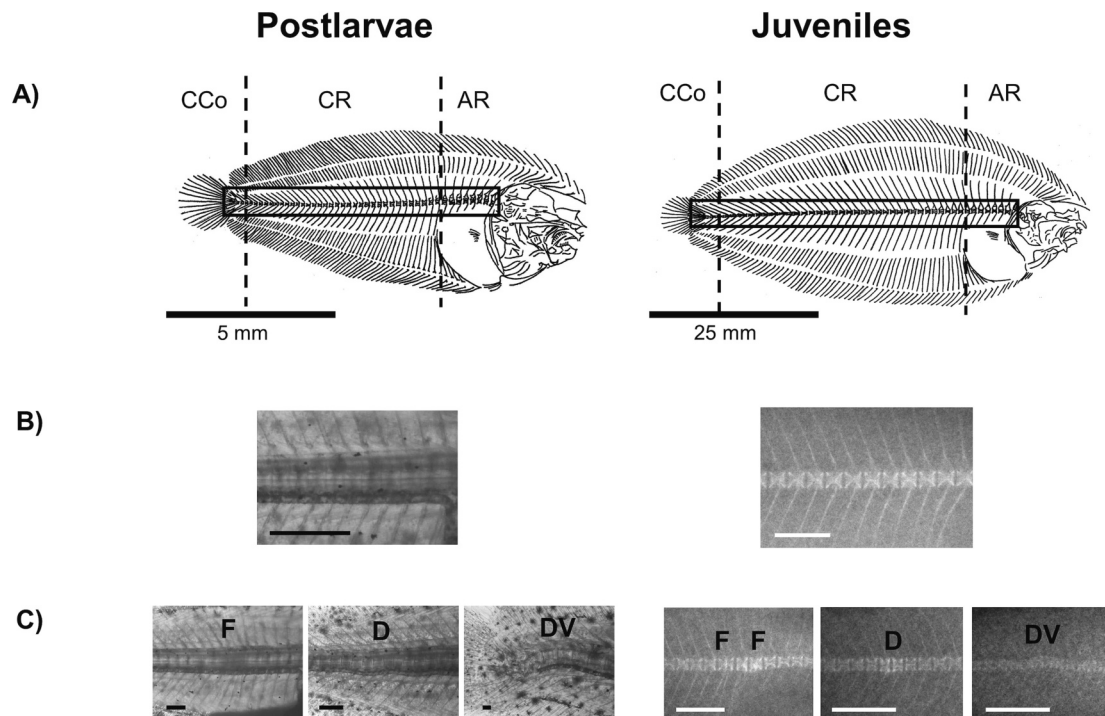 Postlarvae Juveniles
A)
CCo CR AR CCo CR AR
5 mm 25 mm
B)
C)
F D DV F F D DV